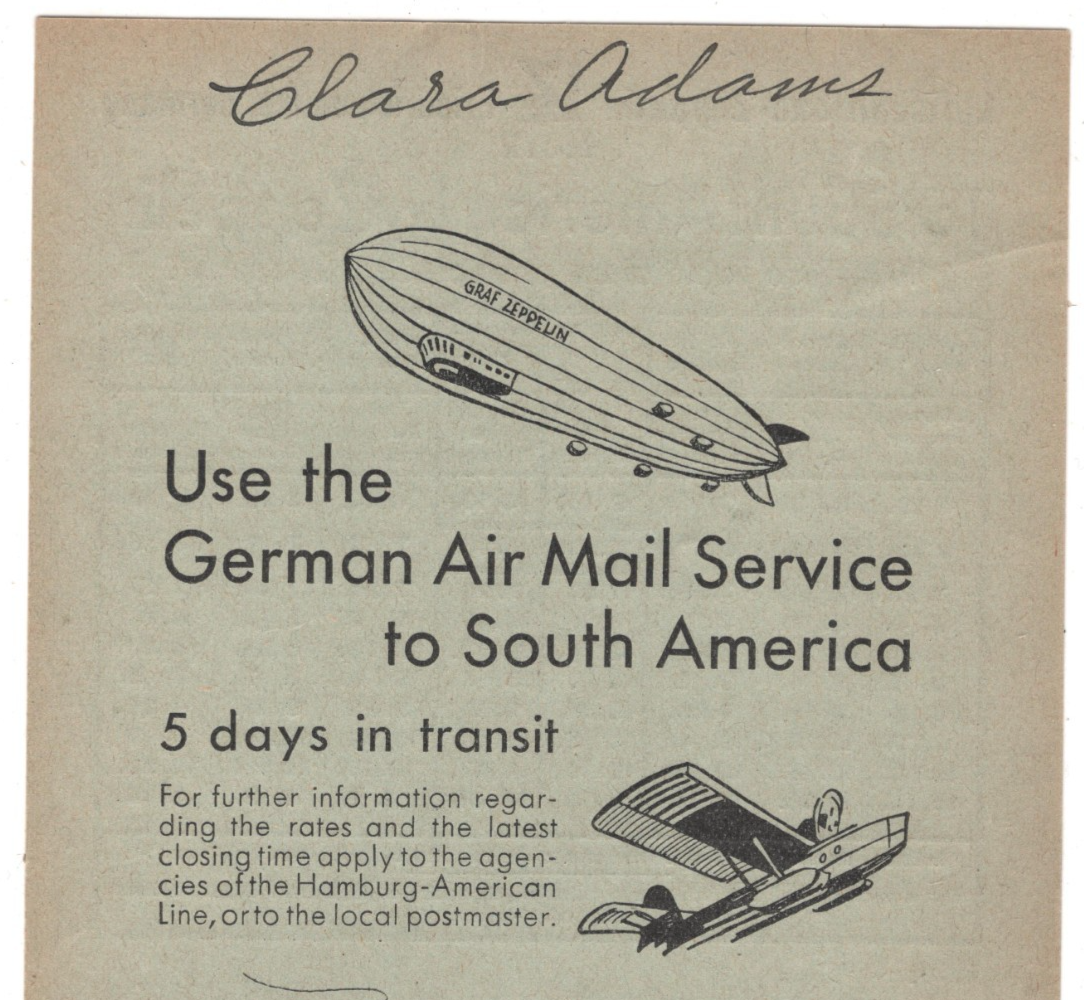 Clara Adams
GRAF ZEPPELIN
Use the
German Air Mail Service
to South America
5 days in transit
For further information regar-
ding the rates and the latest
closing time apply to the agen-
cies of the Hamburg-American
Line, or to the local postmaster.